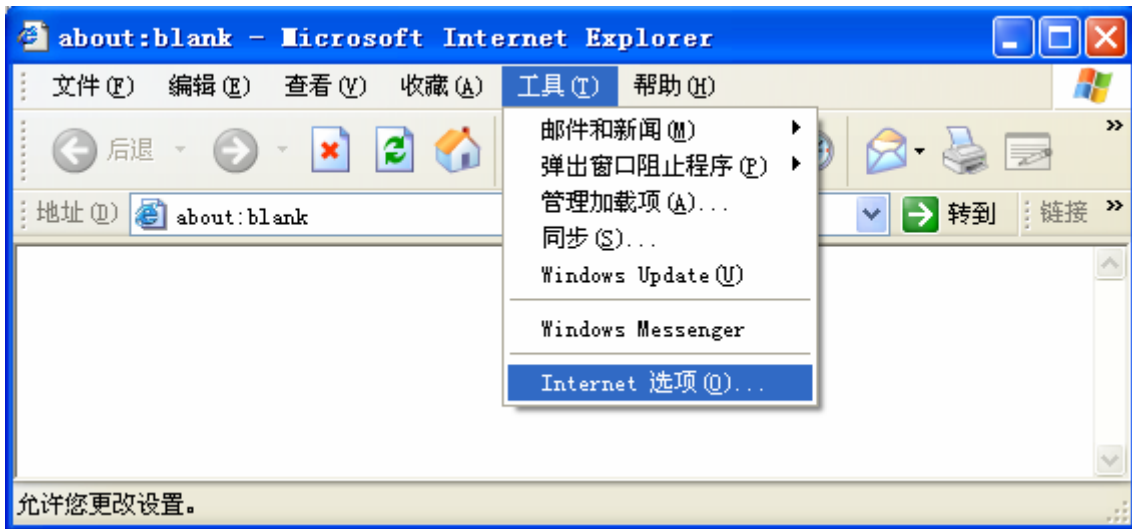 about:blank - Microsoft Internet Explorer
文件(F) 编辑(E) 查看(V) 收藏(A) 工具(T) 帮助(H)
后退
地址(D) about:blank 转到 链接
邮件和新闻(M)
弹出窗口阻止程序(P)
管理加载项(A)...
同步(S)...
Windows Update(U)
Windows Messenger
Internet 选项(O)...
允许您更改设置。